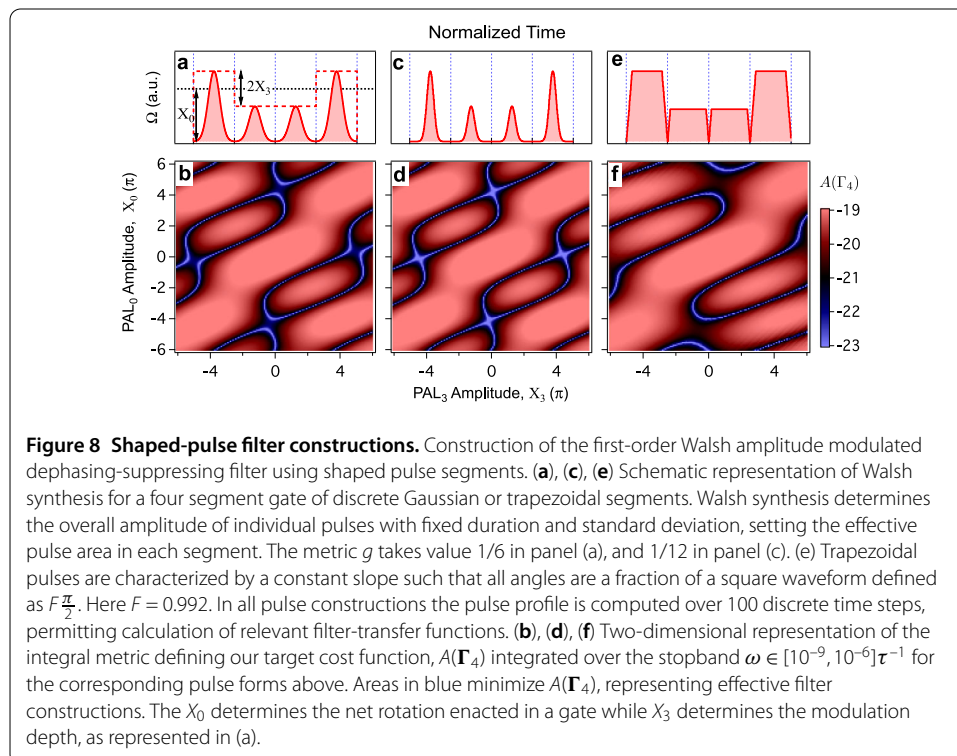 Normalized Time
a c e
Ω (a.u.)
X₀
2X₃
b d f
PAL₀ Amplitude, X₀ (π)
6
4
2
0
-2
-4
-6
-4 0 4 -4 0 4 -4 0 4
PAL₃ Amplitude, X₃ (π)
A(Γ₄)
-19
-20
-21
-22
-23
Figure 8 Shaped-pulse filter constructions. Construction of the first-order Walsh amplitude modulated
dephasing-suppressing filter using shaped pulse segments. (a), (c), (e) Schematic representation of Walsh
synthesis for a four segment gate of discrete Gaussian or trapezoidal segments. Walsh synthesis determines
the overall amplitude of individual pulses with fixed duration and standard deviation, setting the effective
pulse area in each segment. The metric g takes value 1/6 in panel (a), and 1/12 in panel (c). (e) Trapezoidal
pulses are characterized by a constant slope such that all angles are a fraction of a square waveform defined
as F π/2. Here F = 0.992. In all pulse constructions the pulse profile is computed over 100 discrete time steps,
permitting calculation of relevant filter-transfer functions. (b), (d), (f) Two-dimensional representation of the
integral metric defining our target cost function, A(Γ₄) integrated over the stopband ω ∈ [10⁻⁹, 10⁻⁶]τ⁻¹ for
the corresponding pulse forms above. Areas in blue minimize A(Γ₄), representing effective filter
constructions. The X₀ determines the net rotation enacted in a gate while X₃ determines the modulation
depth, as represented in (a).